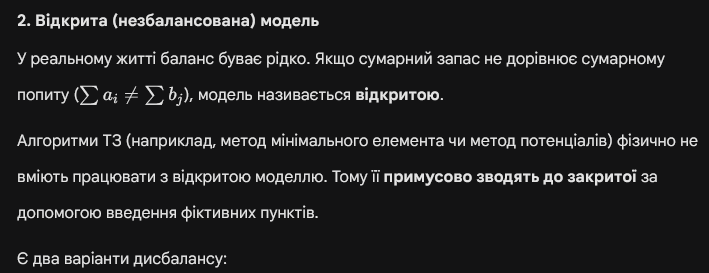 2. Відкрита (незбалансована) модель
У реальному житті баланс буває рідко. Якщо сумарний запас не дорівнює сумарному
попиту (∑ aᵢ ≠ ∑ bⱼ), модель називається відкритою.
Алгоритми ТЗ (наприклад, метод мінімального елемента чи метод потенціалів) фізично не
вміють працювати з відкритою моделлю. Тому її примусово зводять до закритої за
допомогою введення фіктивних пунктів.
Є два варіанти дисбалансу: